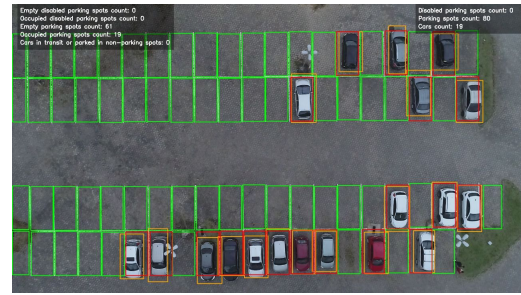 Empty disabled parking spots count: 0
Occupied disabled parking spots count: 0
Empty parking spots count: 61
Occupied parking spots count: 19
Cars in transit or parked in non-parking spots: 0
Disabled parking spots count: 0
Parking spots count: 80
Cars count: 19